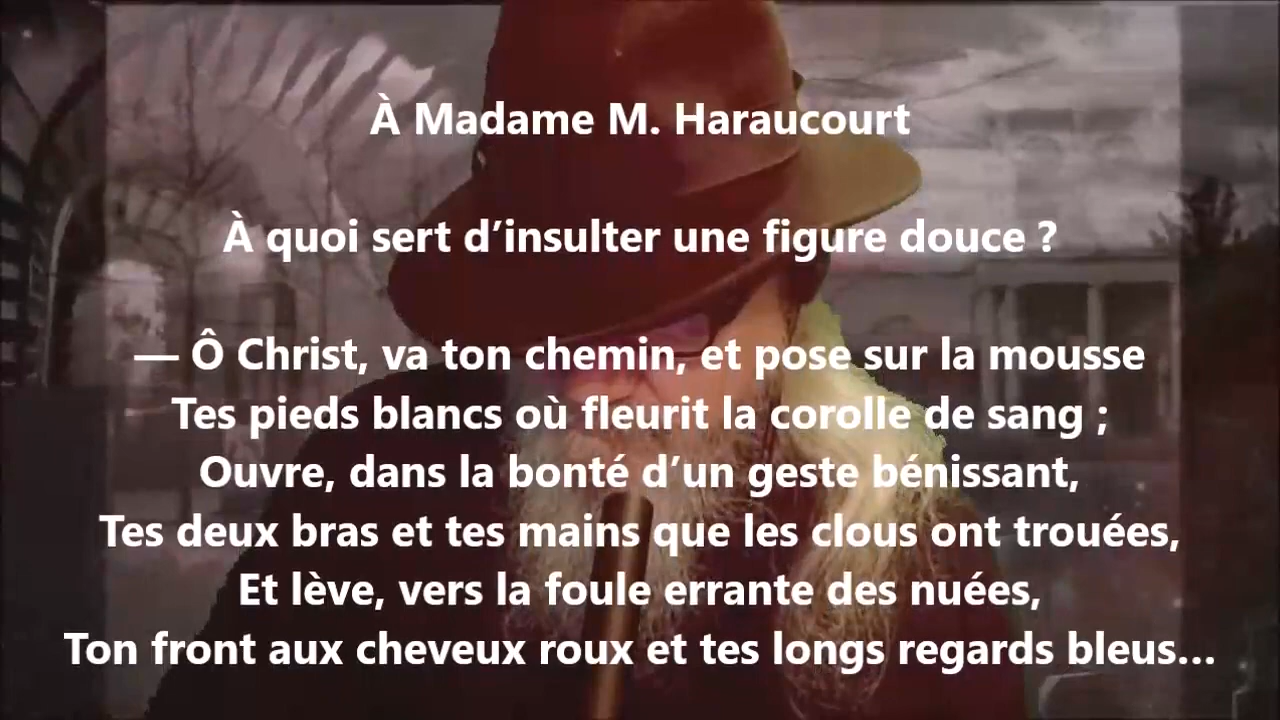 À Madame M. Haraucourt
À quoi sert d’insulter une figure douce ?
— Ô Christ, va ton chemin, et pose sur la mousse
Tes pieds blancs où fleurit la corolle de sang ;
Ouvre, dans la bonté d’un geste bénissant,
Tes deux bras et tes mains que les clous ont trouées,
Et lève, vers la foule errante des nuées,
Ton front aux cheveux roux et tes longs regards bleus…